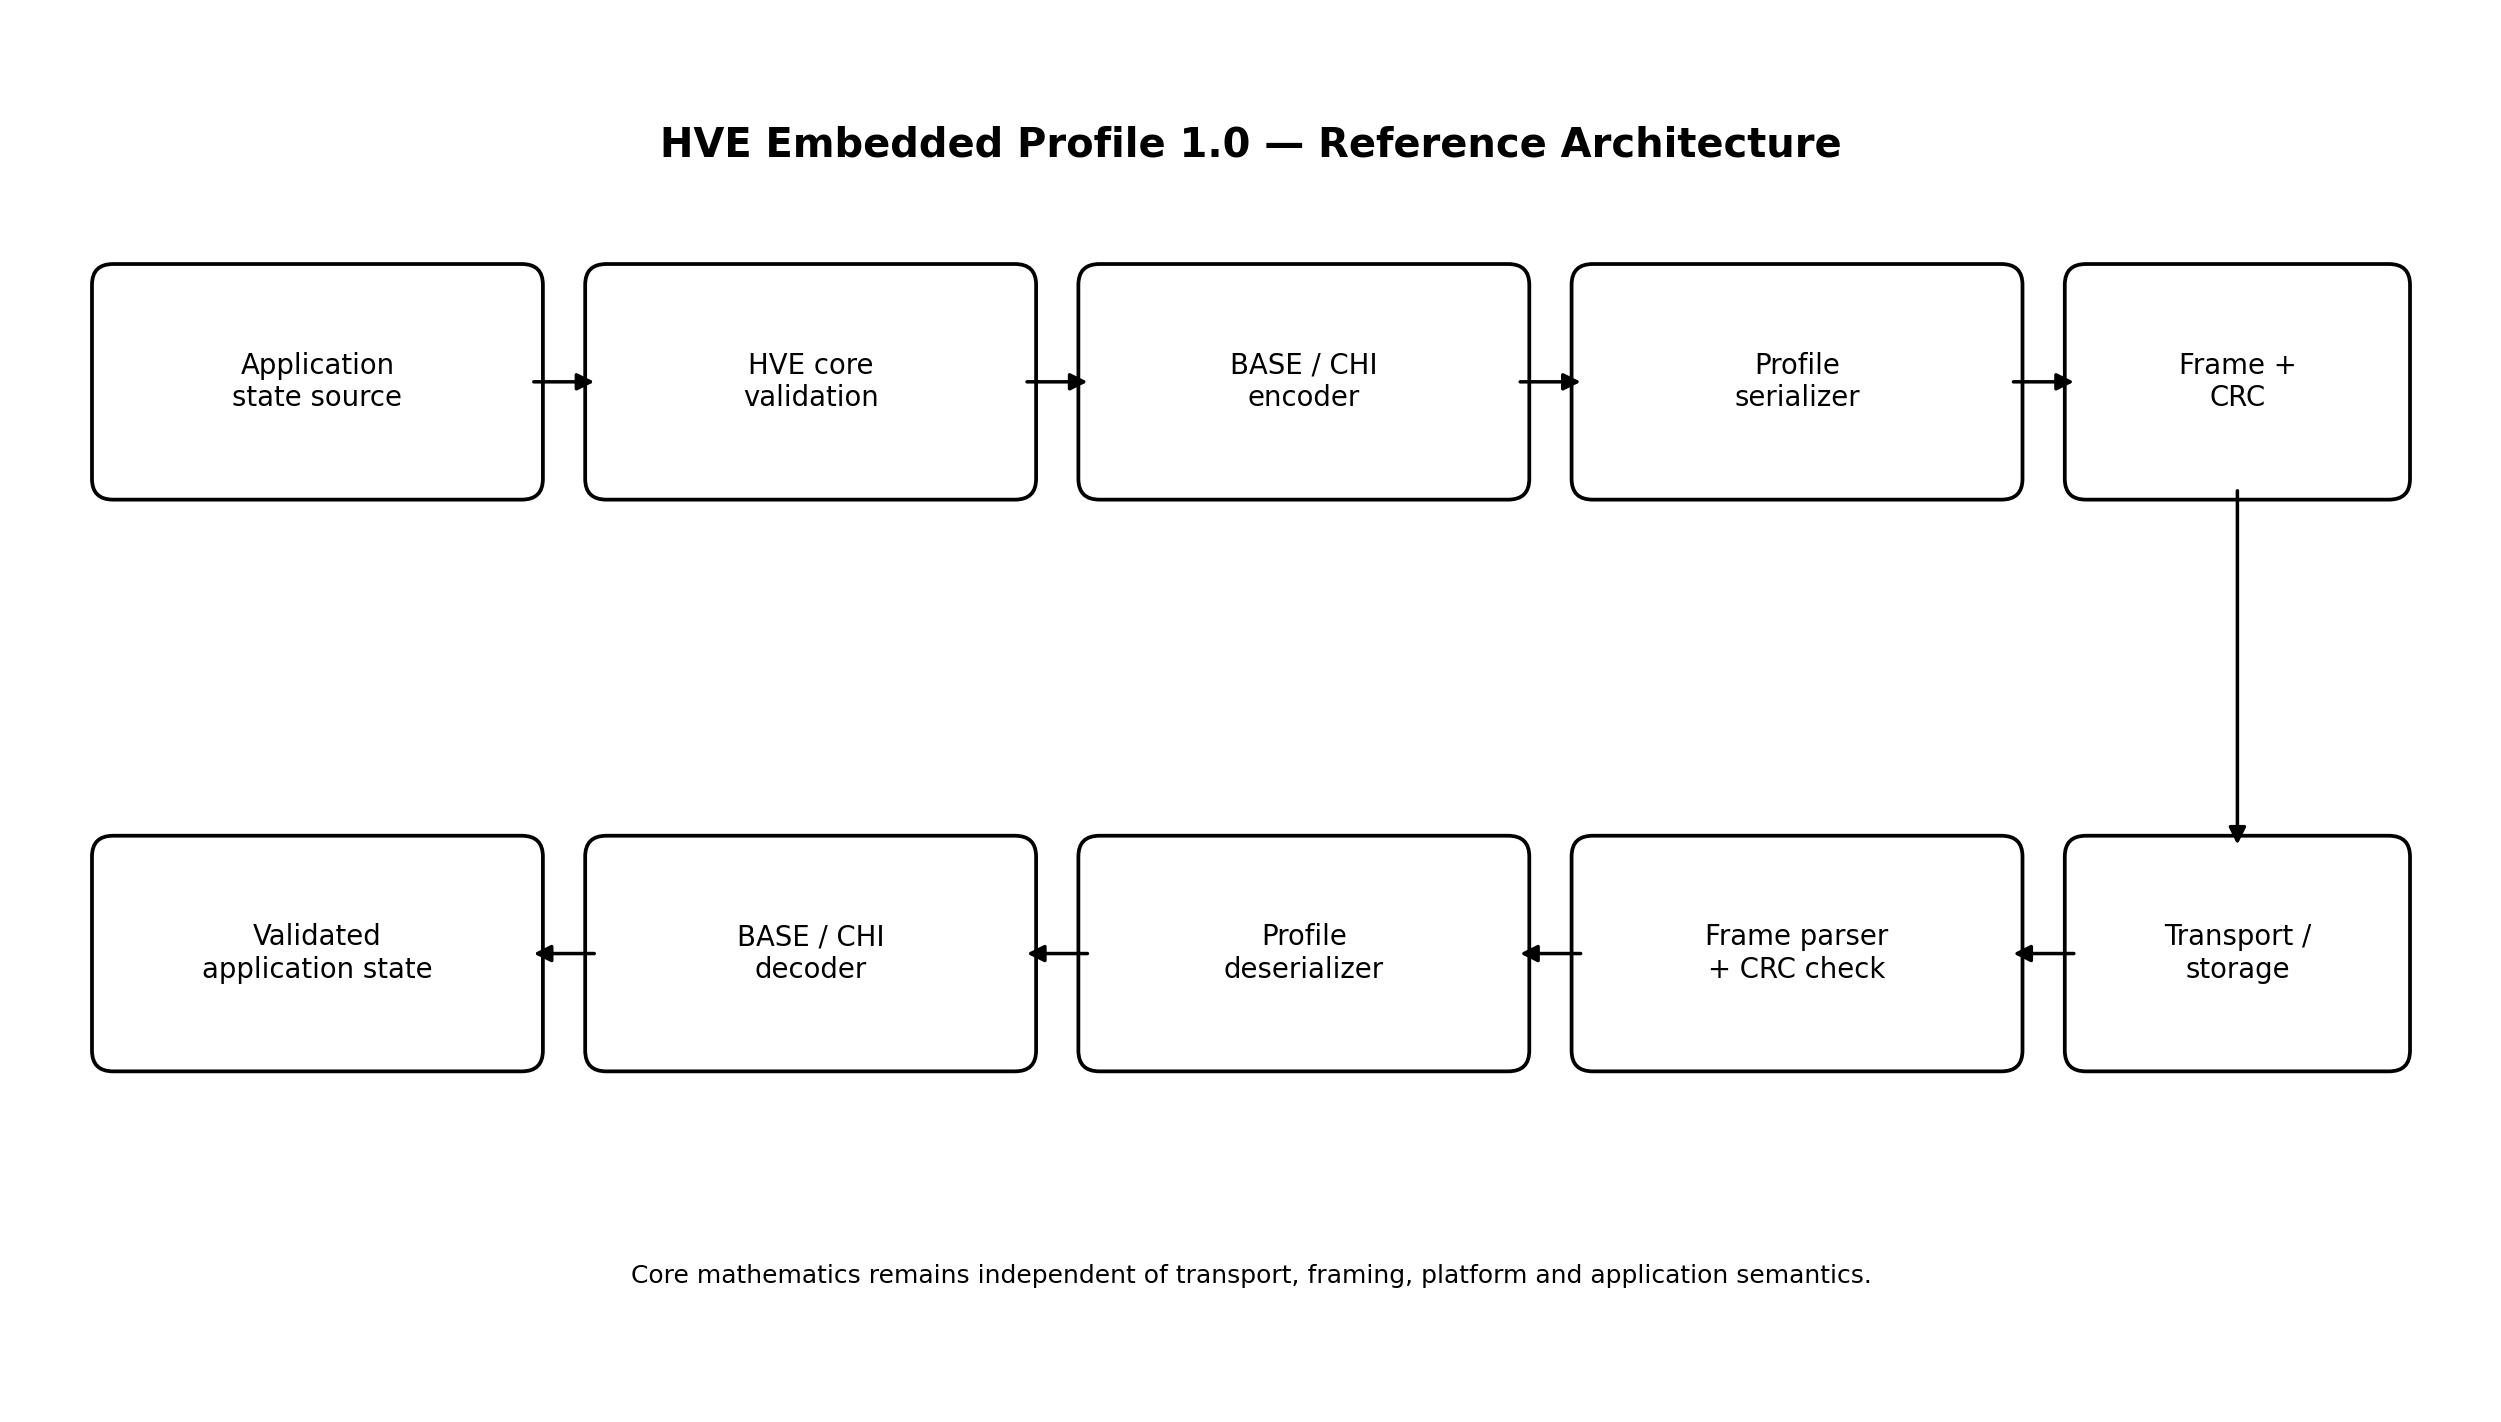 HVE Embedded Profile 1.0 — Reference Architecture
Application
state source
HVE core
validation
BASE / CHI
encoder
Profile
serializer
Frame +
CRC
Validated
application state
BASE / CHI
decoder
Profile
deserializer
Frame parser
+ CRC check
Transport /
storage
Core mathematics remains independent of transport, framing, platform and application semantics.